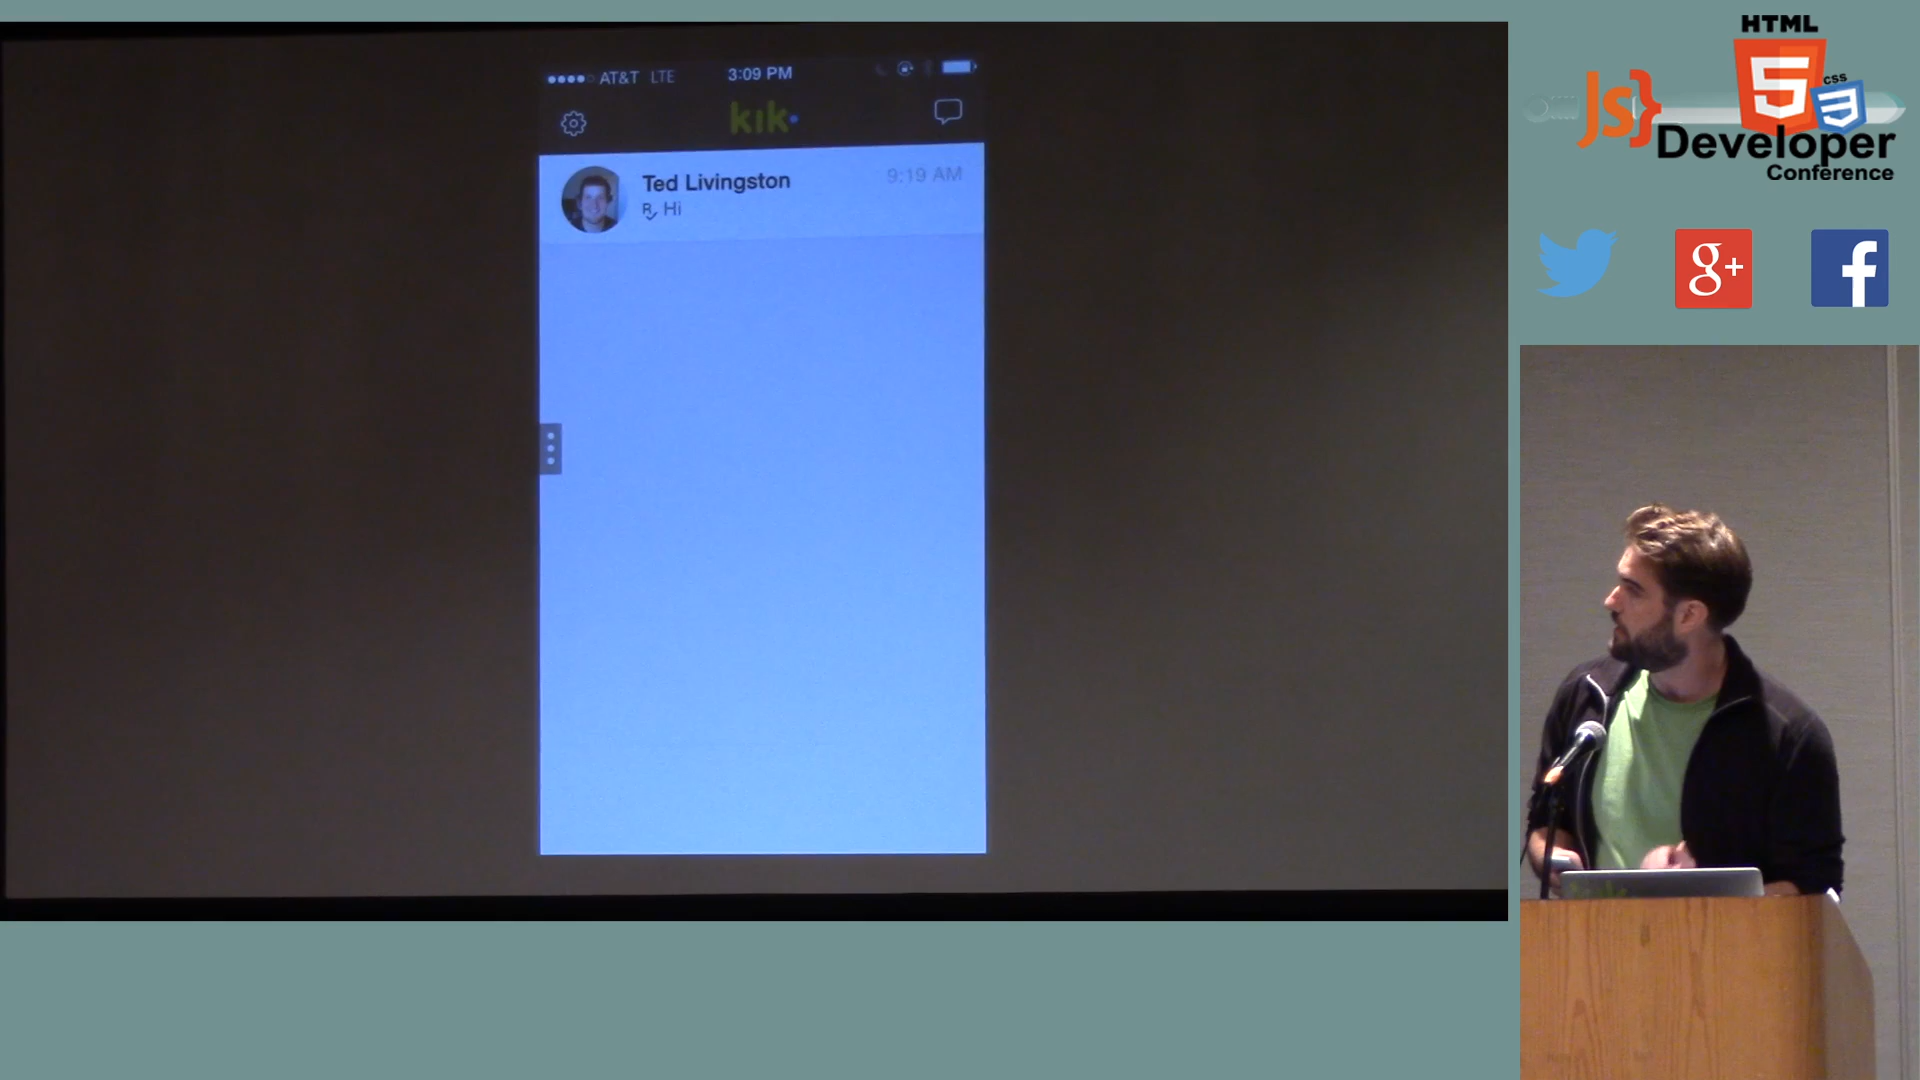 AT&T LTE 3:09 PM
kik
Ted Livingston 9:19 AM
R Hi
HTML
5
CSS
3
JS}
Developer
Conference
g+
f